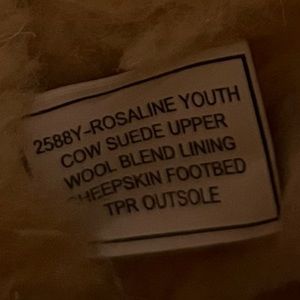 2588Y-ROSALINE YOUTH
COW SUEDE UPPER
WOOL BLEND LINING
SHEEPSKIN FOOTBED
TPR OUTSOLE